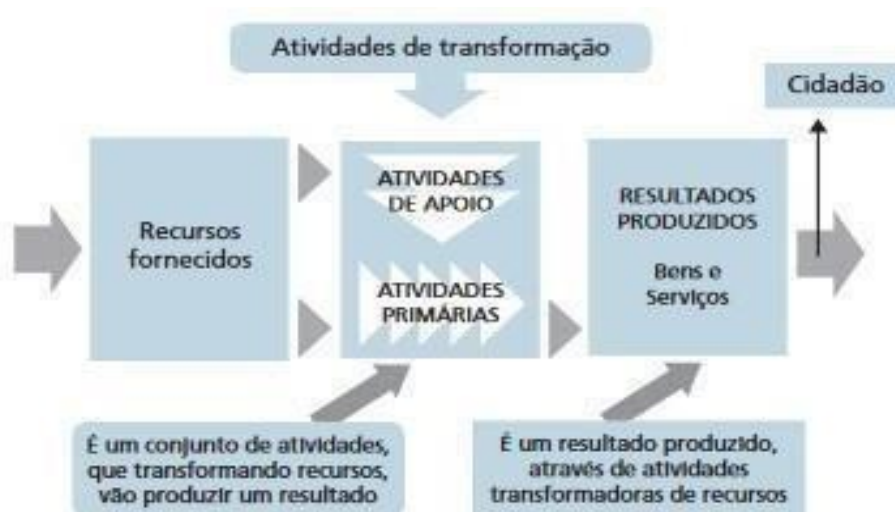 Atividades de transformação
Cidadão
Recursos
fornecidos
ATIVIDADES
DE APOIO
ATIVIDADES
PRIMÁRIAS
RESULTADOS
PRODUZIDOS
Bens e
Serviços
É um conjunto de atividades,
que transformando recursos,
vão produzir um resultado
É um resultado produzido,
através de atividades
transformadoras de recursos